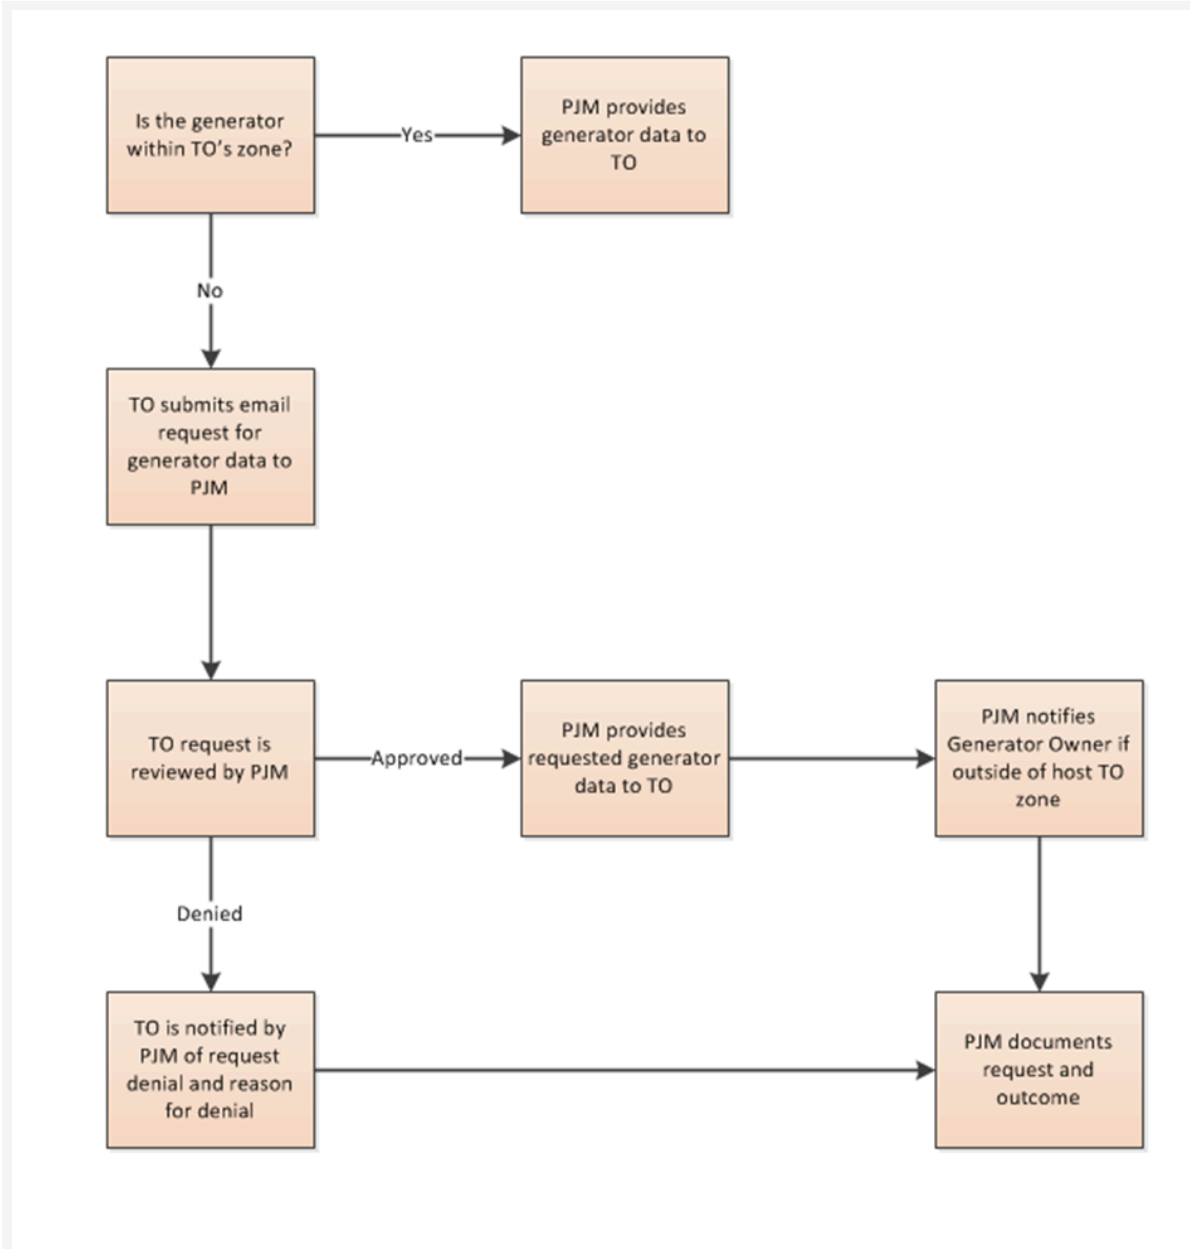 Is the generator
within TO's zone?
Yes
PJM provides
generator data to
TO
No
TO submits email
request for
generator data to
PJM
TO request is
reviewed by PJM
Approved
PJM provides
requested generator
data to TO
PJM notifies
Generator Owner if
outside of host TO
zone
Denied
TO is notified by
PJM of request
denial and reason
for denial
PJM documents
request and
outcome